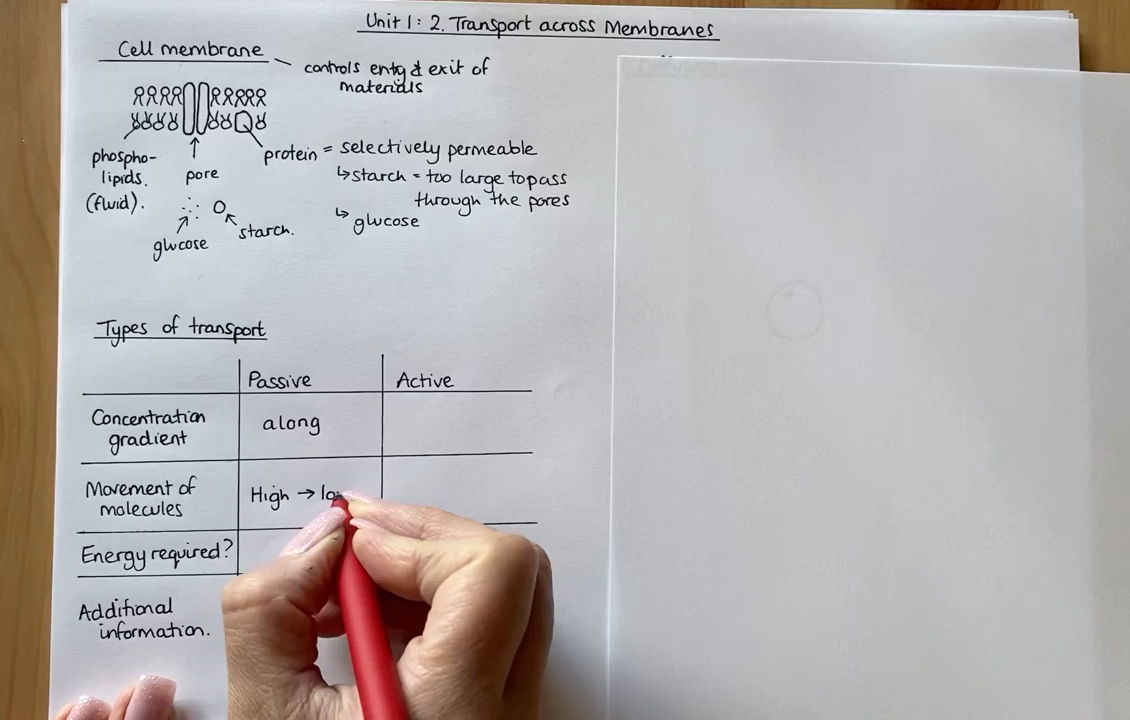 Unit 1: 2. Transport across Membranes
Cell membrane
controls entry & exit of
materials
phospho-
lipids.
(fluid).
pore
protein = selectively permeable
↳starch = too large to pass
through the pores
↳ glucose
glucose
starch.
Types of transport
Passive
Active
Concentration
gradient
along
Movement of
molecules
High → lo
Energy required?
Additional
information.